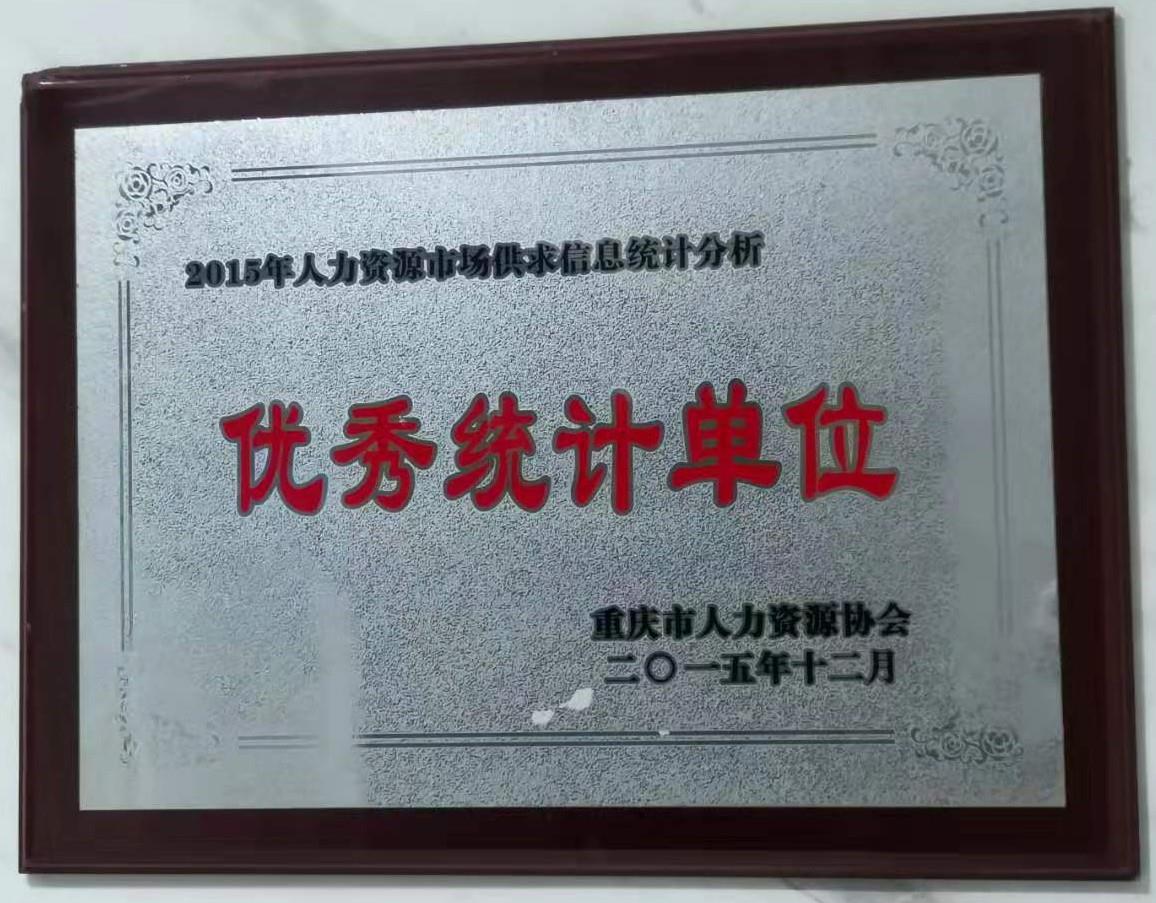 2015年人力资源市场供求信息统计分析
优秀统计单位
重庆市人力资源协会
二〇一五年十二月